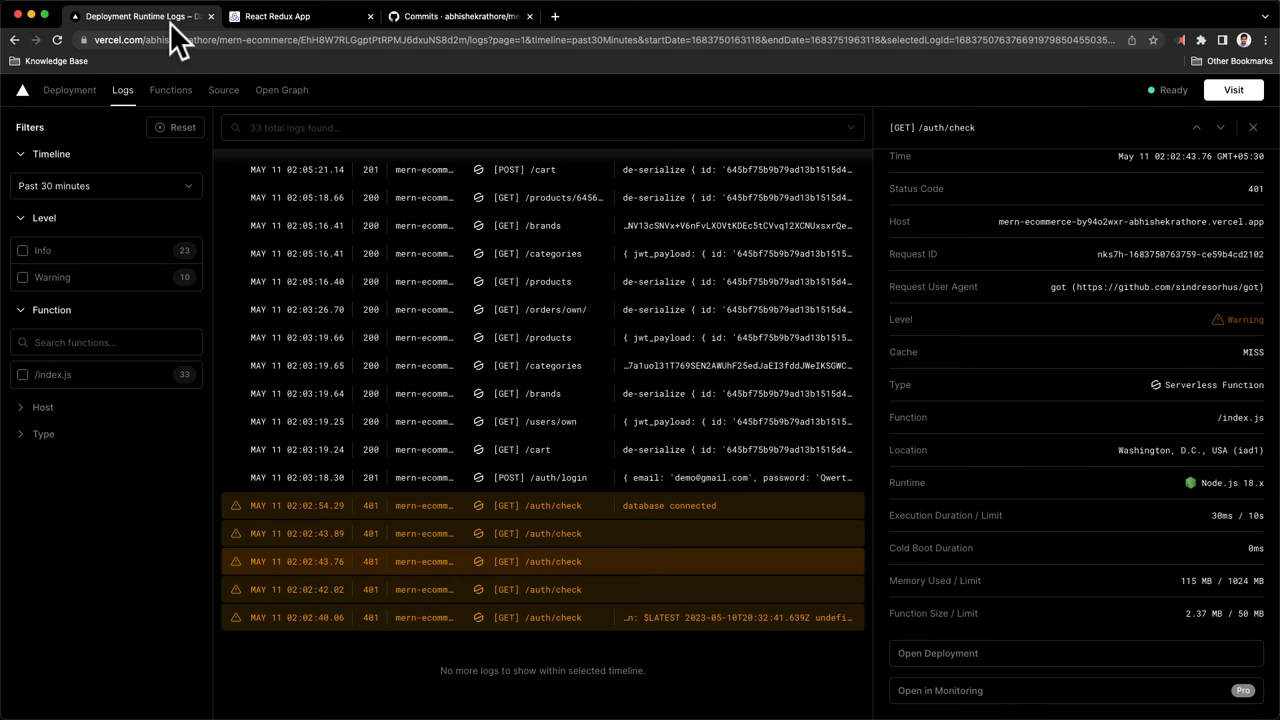 Deployment Runtime Logs – Da
React Redux App
Commits · abhishekrathore/me
vercel.com/abhishekrathore/mern-ecommerce/EhH8W7RLGgptPtRPMJ6dxuNS8d2m/logs?page=1&timeline=past30Minutes&startDate=1683750163118&endDate=1683751963118&selectedLogId=16837507637669197985045503５...
Knowledge Base
Other Bookmarks
Deployment Logs Functions Source Open Graph
Ready
Visit
Filters
Reset
Timeline
Past 30 minutes
Level
Info 23
Warning 10
Function
Search functions...
/index.js 33
Host
Type
33 total logs found...
MAY 11 02:05:21.14 201 mern-ecomm… [POST] /cart de-serialize { id: '645bf75b9b79ad13b1515d4…
MAY 11 02:05:18.66 200 mern-ecomm… [GET] /products/6456… de-serialize { id: '645bf75b9b79ad13b1515d4…
MAY 11 02:05:16.41 200 mern-ecomm… [GET] /brands …NV13cSNVx+V6nFvLXOVtKDEc5tCVvq12XCNUxsxrQe…
MAY 11 02:05:16.41 200 mern-ecomm… [GET] /categories { jwt_payload: { id: '645bf75b9b79ad13b1515…
MAY 11 02:05:16.40 200 mern-ecomm… [GET] /products de-serialize { id: '645bf75b9b79ad13b1515d4…
MAY 11 02:03:26.70 200 mern-ecomm… [GET] /orders/own/ de-serialize { id: '645bf75b9b79ad13b1515d4…
MAY 11 02:03:19.66 200 mern-ecomm… [GET] /products { jwt_payload: { id: '645bf75b9b79ad13b1515…
MAY 11 02:03:19.65 200 mern-ecomm… [GET] /categories …7a1uol31T769SEN2AWUhF25edJaEI3fddJWeIKSGWC…
MAY 11 02:03:19.64 200 mern-ecomm… [GET] /brands de-serialize { id: '645bf75b9b79ad13b1515d4…
MAY 11 02:03:19.25 200 mern-ecomm… [GET] /users/own { jwt_payload: { id: '645bf75b9b79ad13b1515…
MAY 11 02:03:19.24 200 mern-ecomm… [GET] /cart de-serialize { id: '645bf75b9b79ad13b1515d4…
MAY 11 02:03:18.30 201 mern-ecomm… [POST] /auth/login { email: 'demo@gmail.com', password: 'Qwert…
MAY 11 02:02:54.29 401 mern-ecomm… [GET] /auth/check database connected
MAY 11 02:02:43.89 401 mern-ecomm… [GET] /auth/check
MAY 11 02:02:43.76 401 mern-ecomm… [GET] /auth/check
MAY 11 02:02:42.02 401 mern-ecomm… [GET] /auth/check
MAY 11 02:02:40.06 401 mern-ecomm… [GET] /auth/check …n: $LATEST 2023-05-10T20:32:41.639Z undefi…
No more logs to show within selected timeline.
[GET] /auth/check
Time May 11 02:02:43.76 GMT+05:30
Status Code 401
Host mern-ecommerce-by94o2wxr-abhishekrathore.vercel.app
Request ID nks7h-1683750763759-ce59b4cd2102
Request User Agent got (https://github.com/sindresorhus/got)
Level Warning
Cache MISS
Type Serverless Function
Function /index.js
Location Washington, D.C., USA (iad1)
Runtime Node.js 18.x
Execution Duration / Limit 30ms / 10s
Cold Boot Duration 0ms
Memory Used / Limit 115 MB / 1024 MB
Function Size / Limit 2.37 MB / 50 MB
Open Deployment
Open in Monitoring Pro